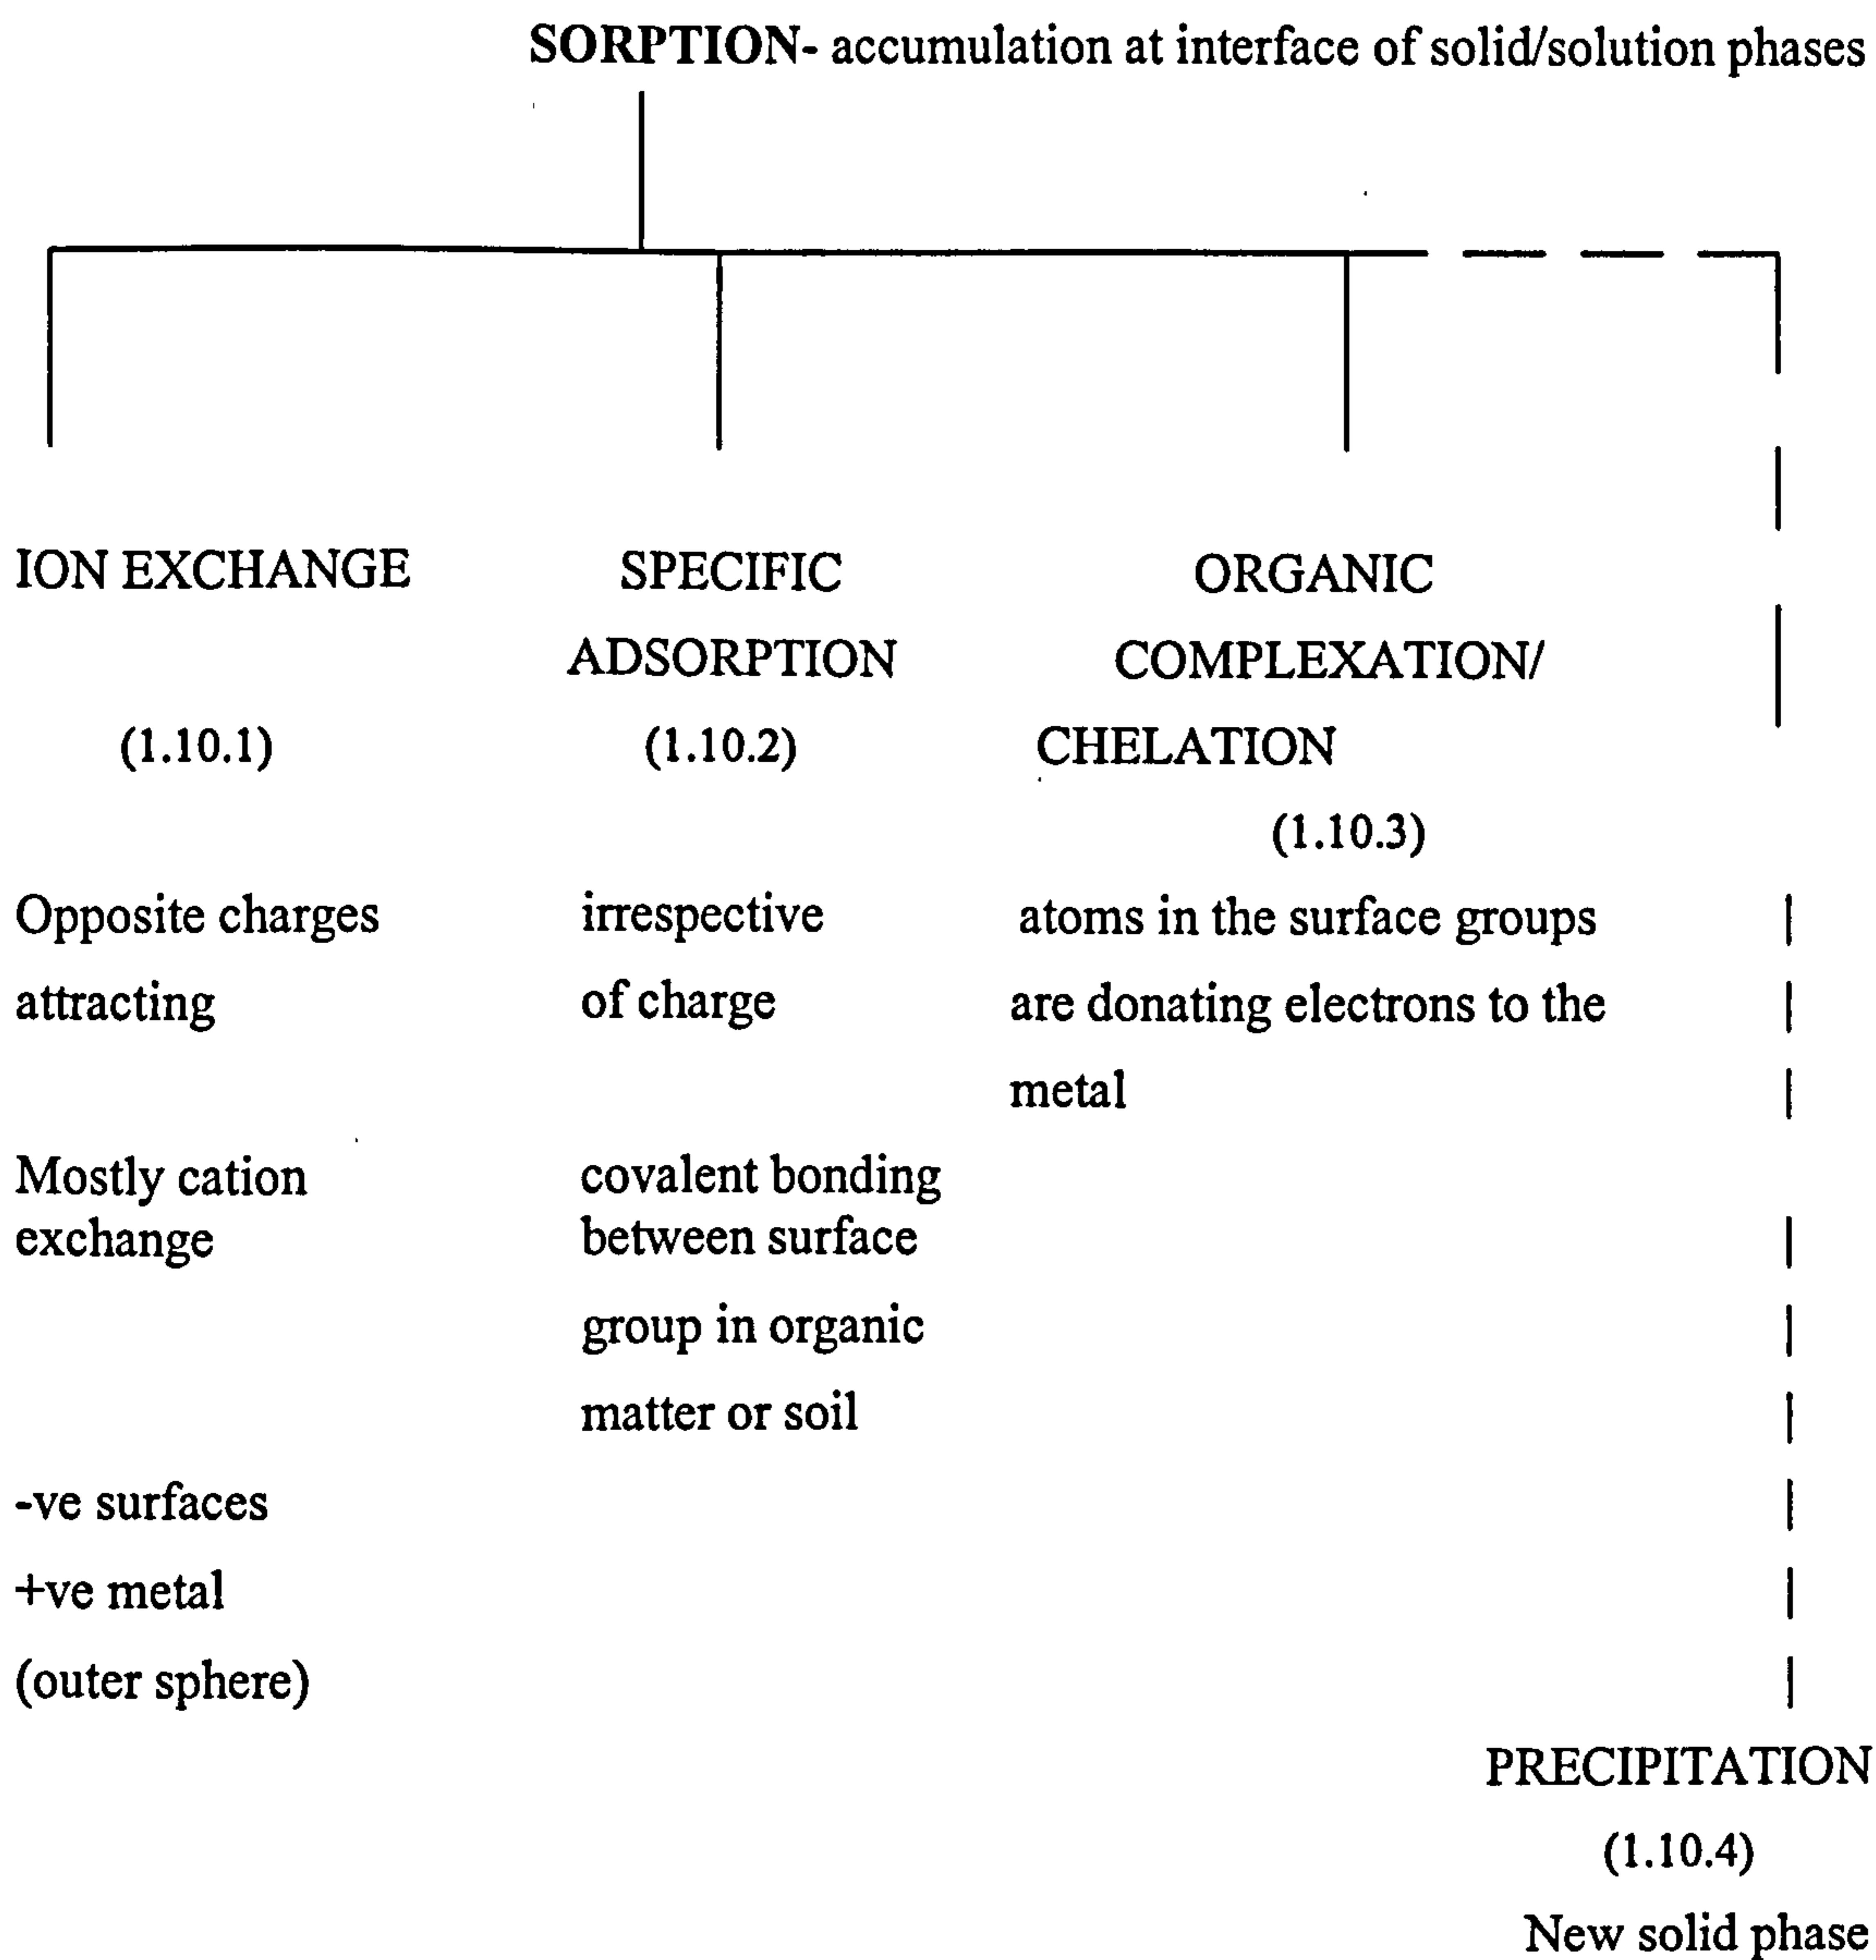 SORPTION- accumulation at interface of solid/solution phases
ION EXCHANGE
(1.10.1)
Opposite charges
attracting
Mostly cation
exchange
-ve surfaces
+ve metal
(outer sphere)
SPECIFIC
ADSORPTION
(1.10.2)
irrespective
of charge
covalent bonding
between surface
group in organic
matter or soil
ORGANIC
COMPLEXATION/
CHELATION
(1.10.3)
atoms in the surface groups
are donating electrons to the
metal
PRECIPITATION
(1.10.4)
New solid phase